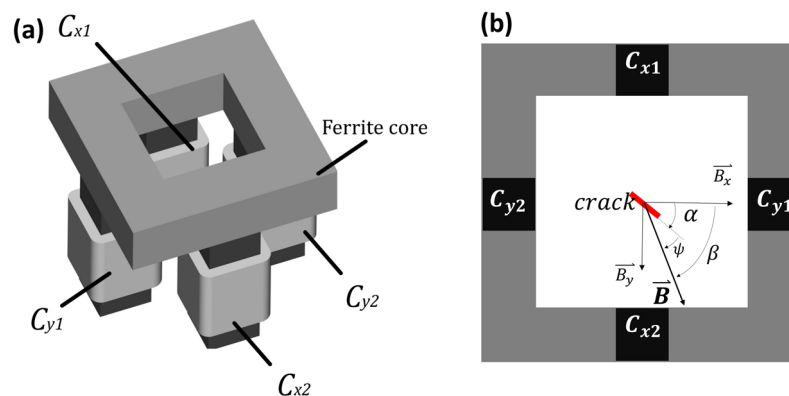 (a)
Cx1
Ferrite core
Cy1
Cy2
Cx2
(b)
Cx1
Bx
Cy2
crack
α
Cy1
ψ
β
By
B
Cx2